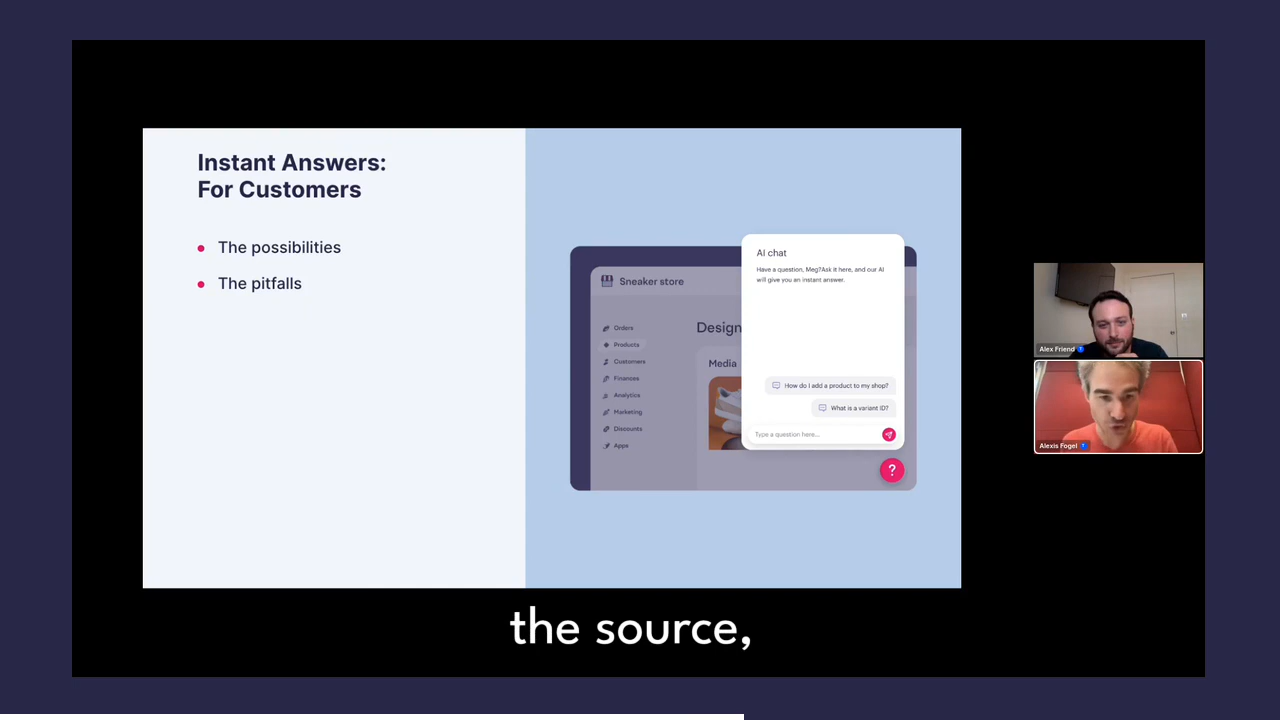 Instant Answers:
For Customers
The possibilities
The pitfalls
Sneaker store
Orders
Products
Customers
Finances
Analytics
Marketing
Discounts
Apps
Design
Media
AI chat
Have a question, Meg?Ask it here, and our AI
will give you an instant answer.
How do I add a product to my shop?
What is a variant ID?
Type a question here...
?
Alex Friend
Alexis Fogel
the source,